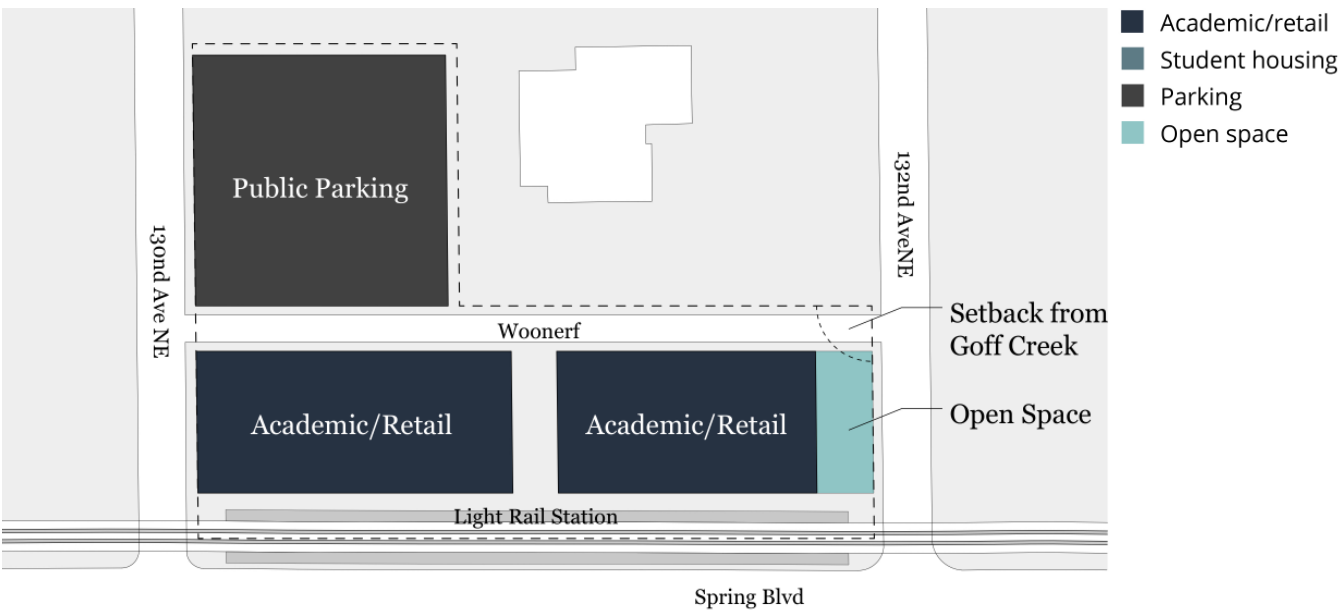 Academic/retail
Student housing
Parking
Open space
Public Parking
130nd Ave NE
132nd AveNE
Setback from
Goff Creek
Woonerf
Academic/Retail
Academic/Retail
Open Space
Light Rail Station
Spring Blvd